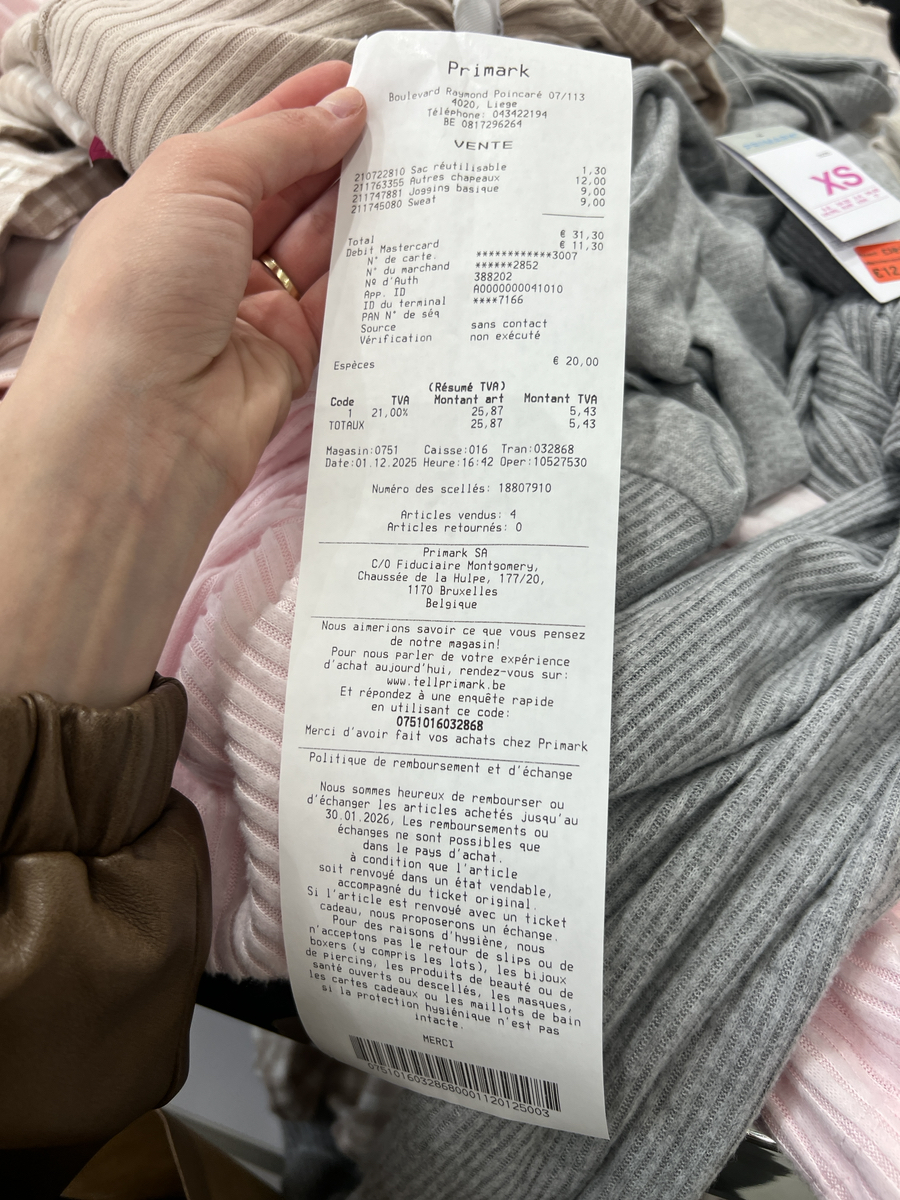 Primark
Boulevard Raymond Poincaré 07/113
4020, Liege
Téléphone: 043422194
BE 0817296264
VENTE
210722810 Sac réutilisable 1,30
211763355 Autres chapeaux 12,00
211747881 Jogging basique 9,00
211745080 Sweat 9,00
Total € 31,30
Debit Mastercard € 11,30
N° de carte. ************3007
N° du marchand ******2852
Nº d'Auth 388202
App. ID A0000000041010
ID du terminal ****7166
PAN N° de séq
Source sans contact
Vérification non exécuté
Espèces € 20,00
(Résumé TVA)
Code TVA Montant art Montant TVA
1 21,00% 25,87 5,43
TOTAUX 25,87 5,43
Magasin:0751 Caisse:016 Tran:032868
Date:01.12.2025 Heure:16:42 Oper:10527530
Numéro des scellés: 18807910
Articles vendus: 4
Articles retournés: 0
Primark SA
C/O Fiduciaire Montgomery,
Chaussée de la Hulpe, 177/20,
1170 Bruxelles
Belgique
Nous aimerions savoir ce que vous pensez
de notre magasin!
Pour nous parler de votre expérience
d'achat aujourd'hui, rendez-vous sur:
www.tellprimark.be
Et répondez à une enquête rapide
en utilisant ce code:
0751016032868
Merci d'avoir fait vos achats chez Primark
Politique de remboursement et d'échange
Nous sommes heureux de rembourser ou
d'échanger les articles achetés jusqu'au
30.01.2026, Les remboursements ou
échanges ne sont possibles que
dans le pays d'achat.
à condition que l'article
soit renvoyé dans un état vendable,
accompagné du ticket original.
Si l'article est renvoyé avec un ticket
cadeau, nous proposerons un échange.
Pour des raisons d'hygiène, nous
n'acceptons pas le retour de slips ou de
boxers (y compris les lots), les bijoux
de piercing, les produits de beauté ou de
santé ouverts ou descellés, les masques,
les cartes cadeaux ou les maillots de bain
si la protection hygiénique n'est pas
intacte.
MERCI
07510160328680001120125003
XS
£12